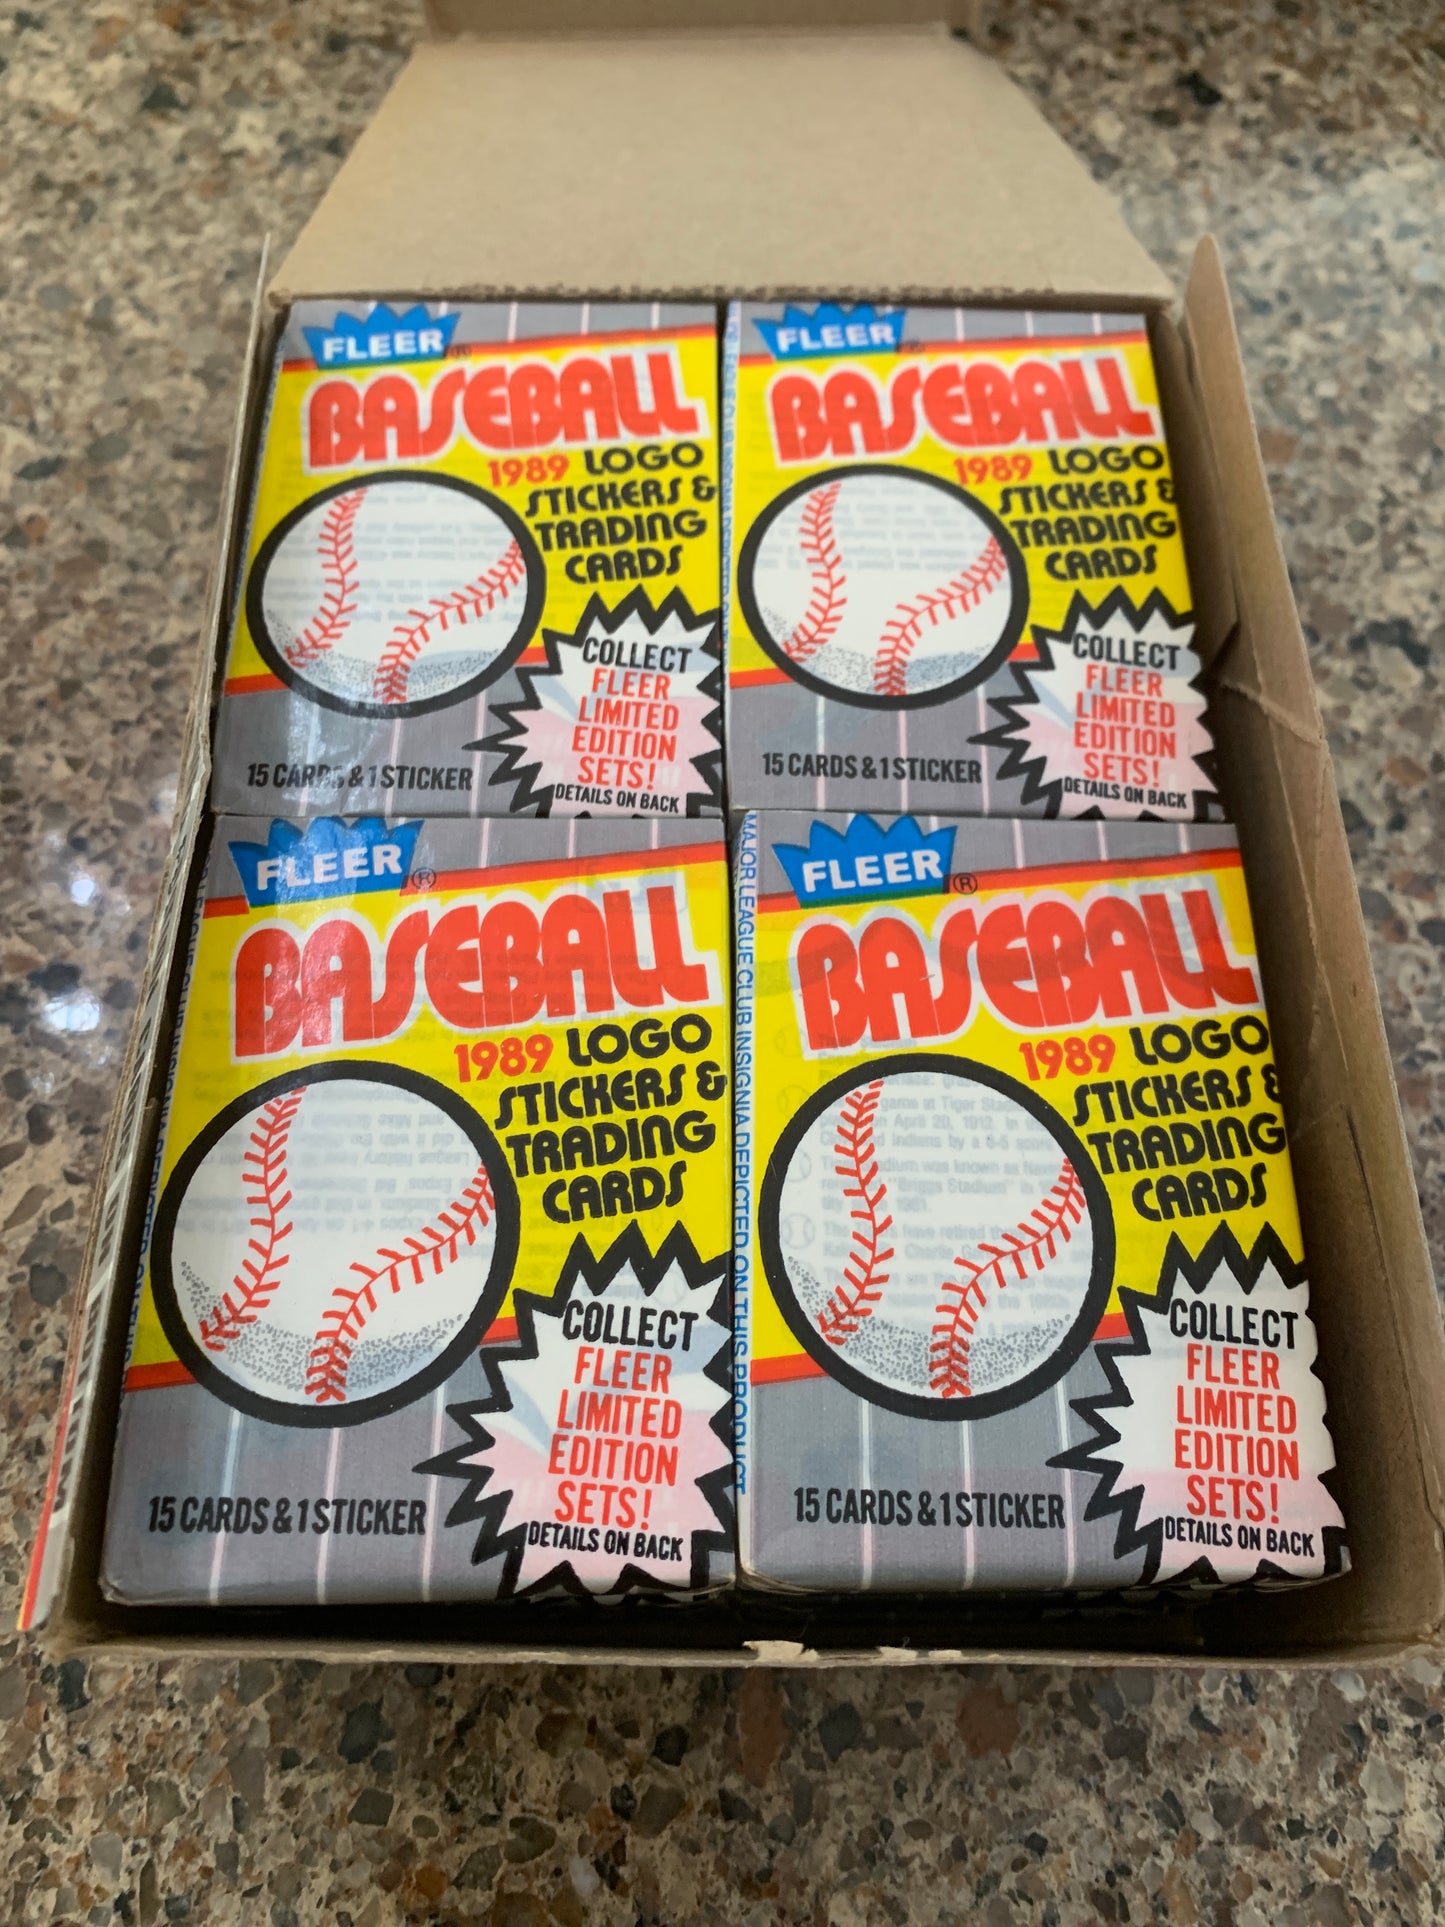 FLEER®
BASEBALL
1989 LOGO
STICKERS &
TRADING
CARDS
COLLECT
FLEER
LIMITED
EDITION
SETS!
DETAILS ON BACK
15 CARDS & 1 STICKER
FLEER
BASEBALL
1989 LOGO
STICKERS &
TRADING
CARDS
COLLECT
FLEER
LIMITED
EDITION
SETS!
DETAILS ON BACK
15 CARDS & 1 STICKER
FLEER®
BASEBALL
1989 LOGO
STICKERS &
TRADING
CARDS
COLLECT
FLEER
LIMITED
EDITION
SETS!
DETAILS ON BACK
15 CARDS & 1 STICKER
MAJOR LEAGUE CLUB INSIGNIA DEPICTED ON THIS PRODUCT
FLEER®
BASEBALL
1989 LOGO
STICKERS &
TRADING
CARDS
COLLECT
FLEER
LIMITED
EDITION
SETS!
DETAILS ON BACK
15 CARDS & 1 STICKER